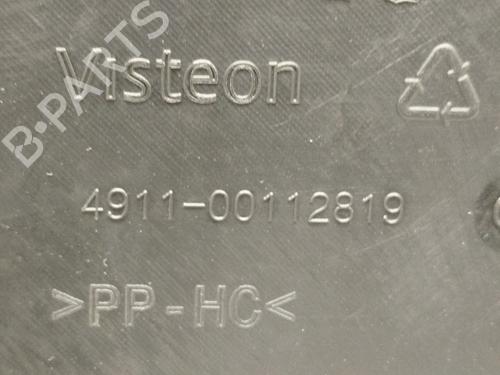 B-PARTS
Visteon
4911-00112819
>PP-HC<